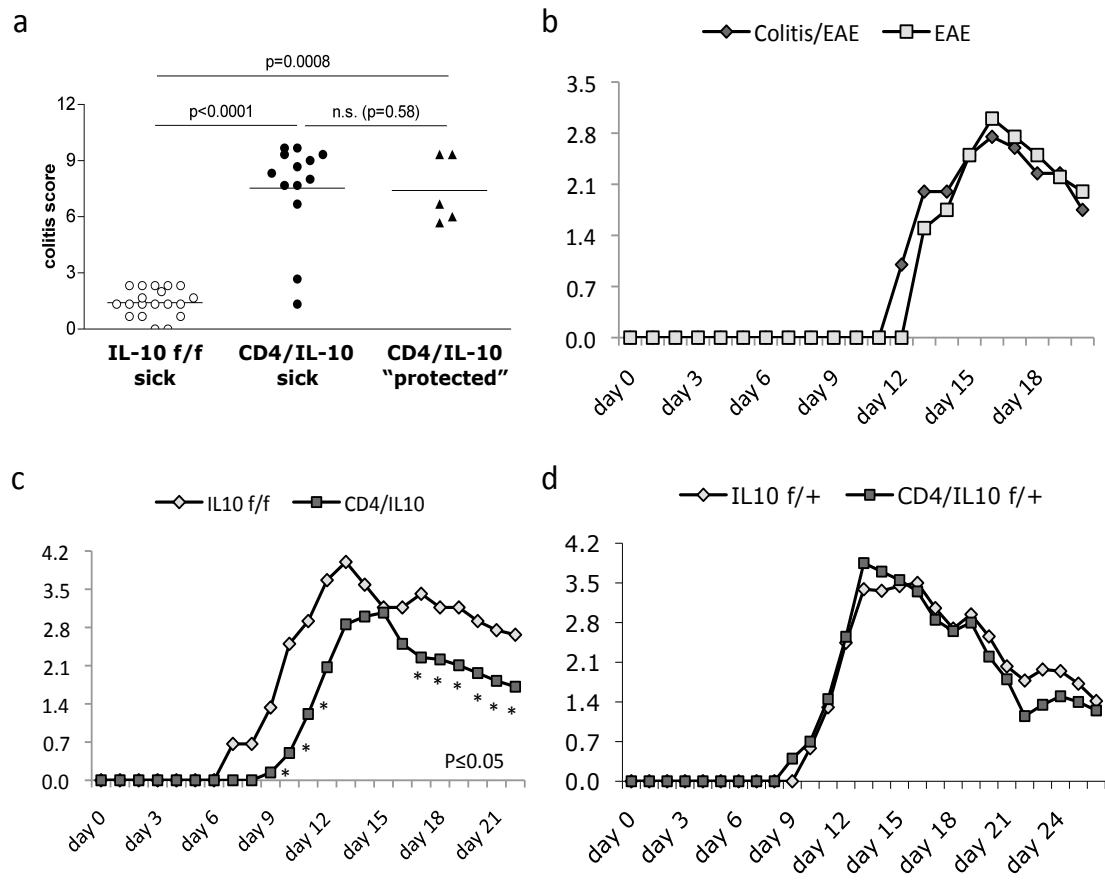 a
p=0.0008
p<0.0001
n.s. (p=0.58)
12
9
6
3
0
colitis score
IL-10 f/f
sick
CD4/IL-10
sick
CD4/IL-10
“protected”
b
Colitis/EAE
EAE
3.5
2.8
2.1
1.4
0.7
0.0
day 0
day 3
day 6
day 9
day 12
day 15
day 18
c
IL10 f/f
CD4/IL10
4.2
3.5
2.8
2.1
1.4
0.7
0.0
* * * * * * * * *
P≤0.05
day 0
day 3
day 6
day 9
day 12
day 15
day 18
day 21
d
IL10 f/+
CD4/IL10 f/+
4.2
3.5
2.8
2.1
1.4
0.7
0.0
day 0
day 3
day 6
day 9
day 12
day 15
day 18
day 21
day 24